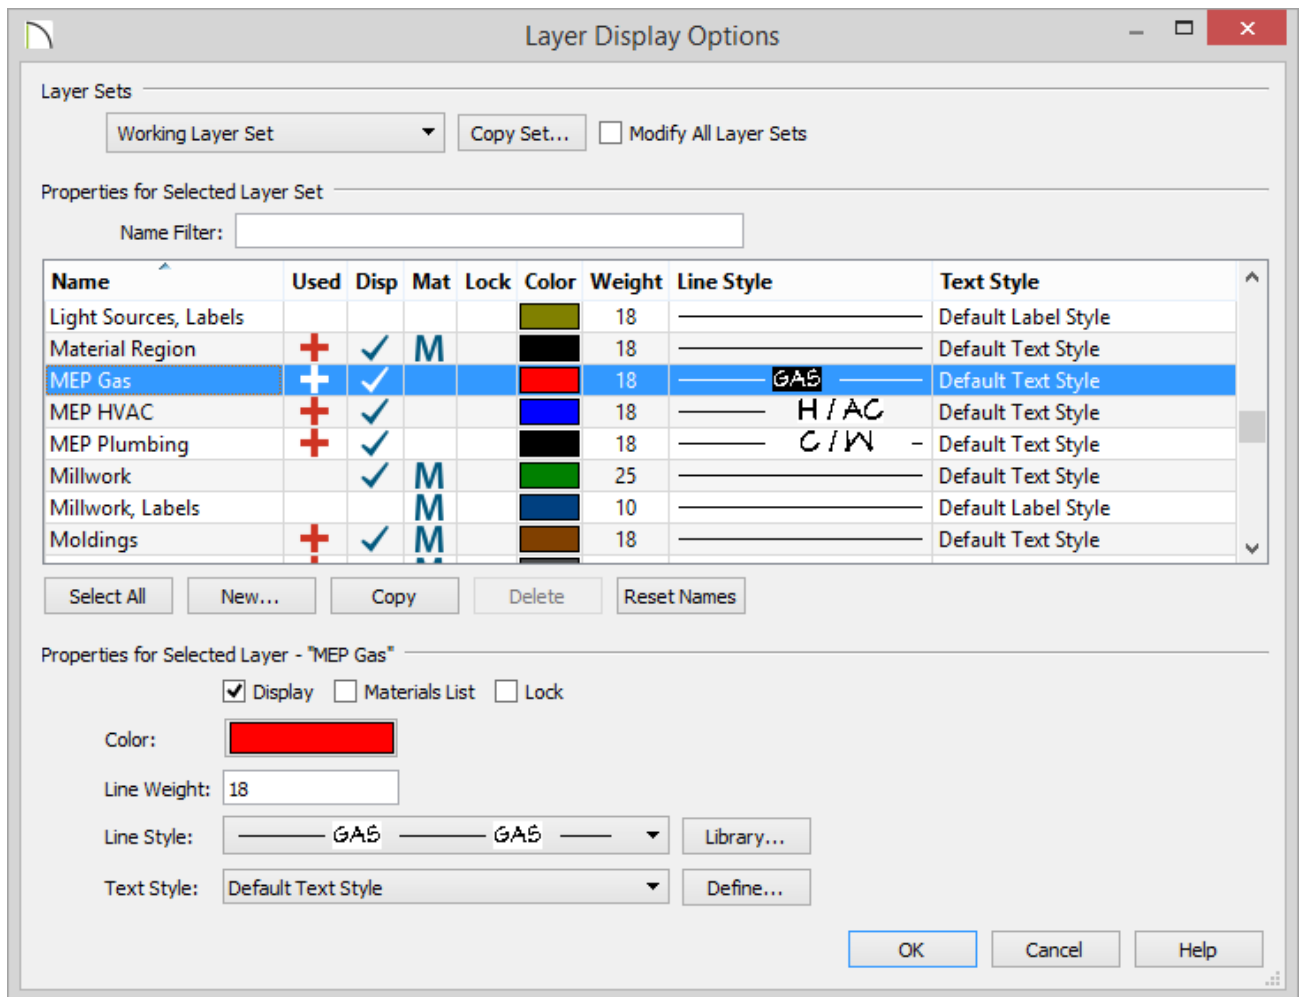 Layer Display Options
Layer Sets
Working Layer Set Copy Set... Modify All Layer Sets
Properties for Selected Layer Set
Name Filter:
Name Used Disp Mat Lock Color Weight Line Style Text Style
Light Sources, Labels 18 Default Label Style
Material Region M 18 Default Text Style
MEP Gas 18 GAS Default Text Style
MEP HVAC 18 H / AC Default Text Style
MEP Plumbing 18 C / W Default Text Style
Millwork M 25 Default Text Style
Millwork, Labels M 10 Default Label Style
Moldings M 18 Default Text Style
Select All New... Copy Delete Reset Names
Properties for Selected Layer - "MEP Gas"
Display Materials List Lock
Color:
Line Weight: 18
Line Style: GAS GAS Library...
Text Style: Default Text Style Define...
OK Cancel Help